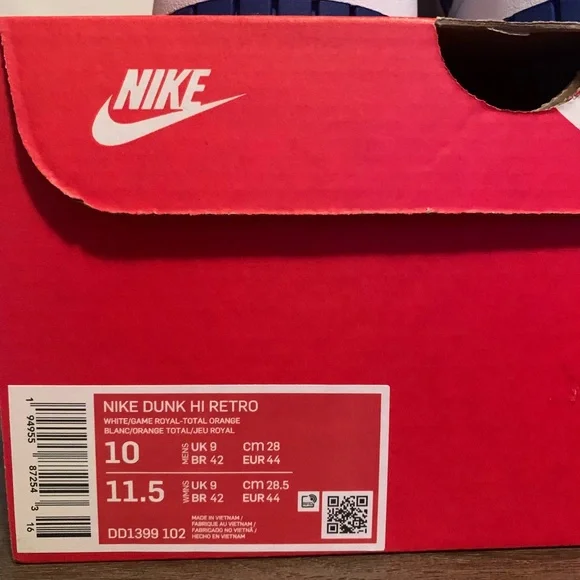 NIKE
NIKE DUNK HI RETRO
WHITE/GAME ROYAL-TOTAL ORANGE
BLANC/ORANGE TOTAL/JEU ROYAL
10 MENS UK 9 cm 28
BR 42 EUR 44
11.5 WMNS UK 9 cm 28.5
BR 42 EUR 44
MADE IN VIETNAM /
FABRIQUE AU VIETNAM /
FABRICADO NO VIETNÃ /
HECHO EN VIETNAM
DD1399 102
1 94955 87254 3 16